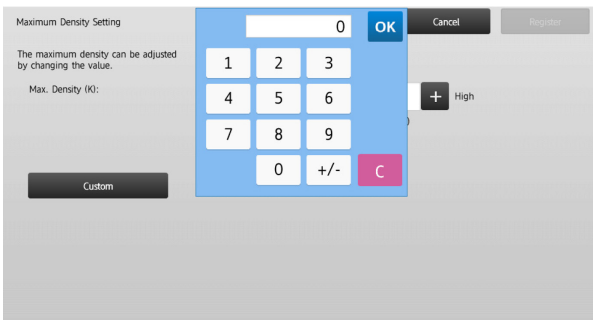 Maximum Density Setting
0
OK
Cancel
Register
The maximum density can be adjusted
by changing the value.
Max. Density (K):
1 2 3
4 5 6
7 8 9
0 +/- C
+ High
)
Custom